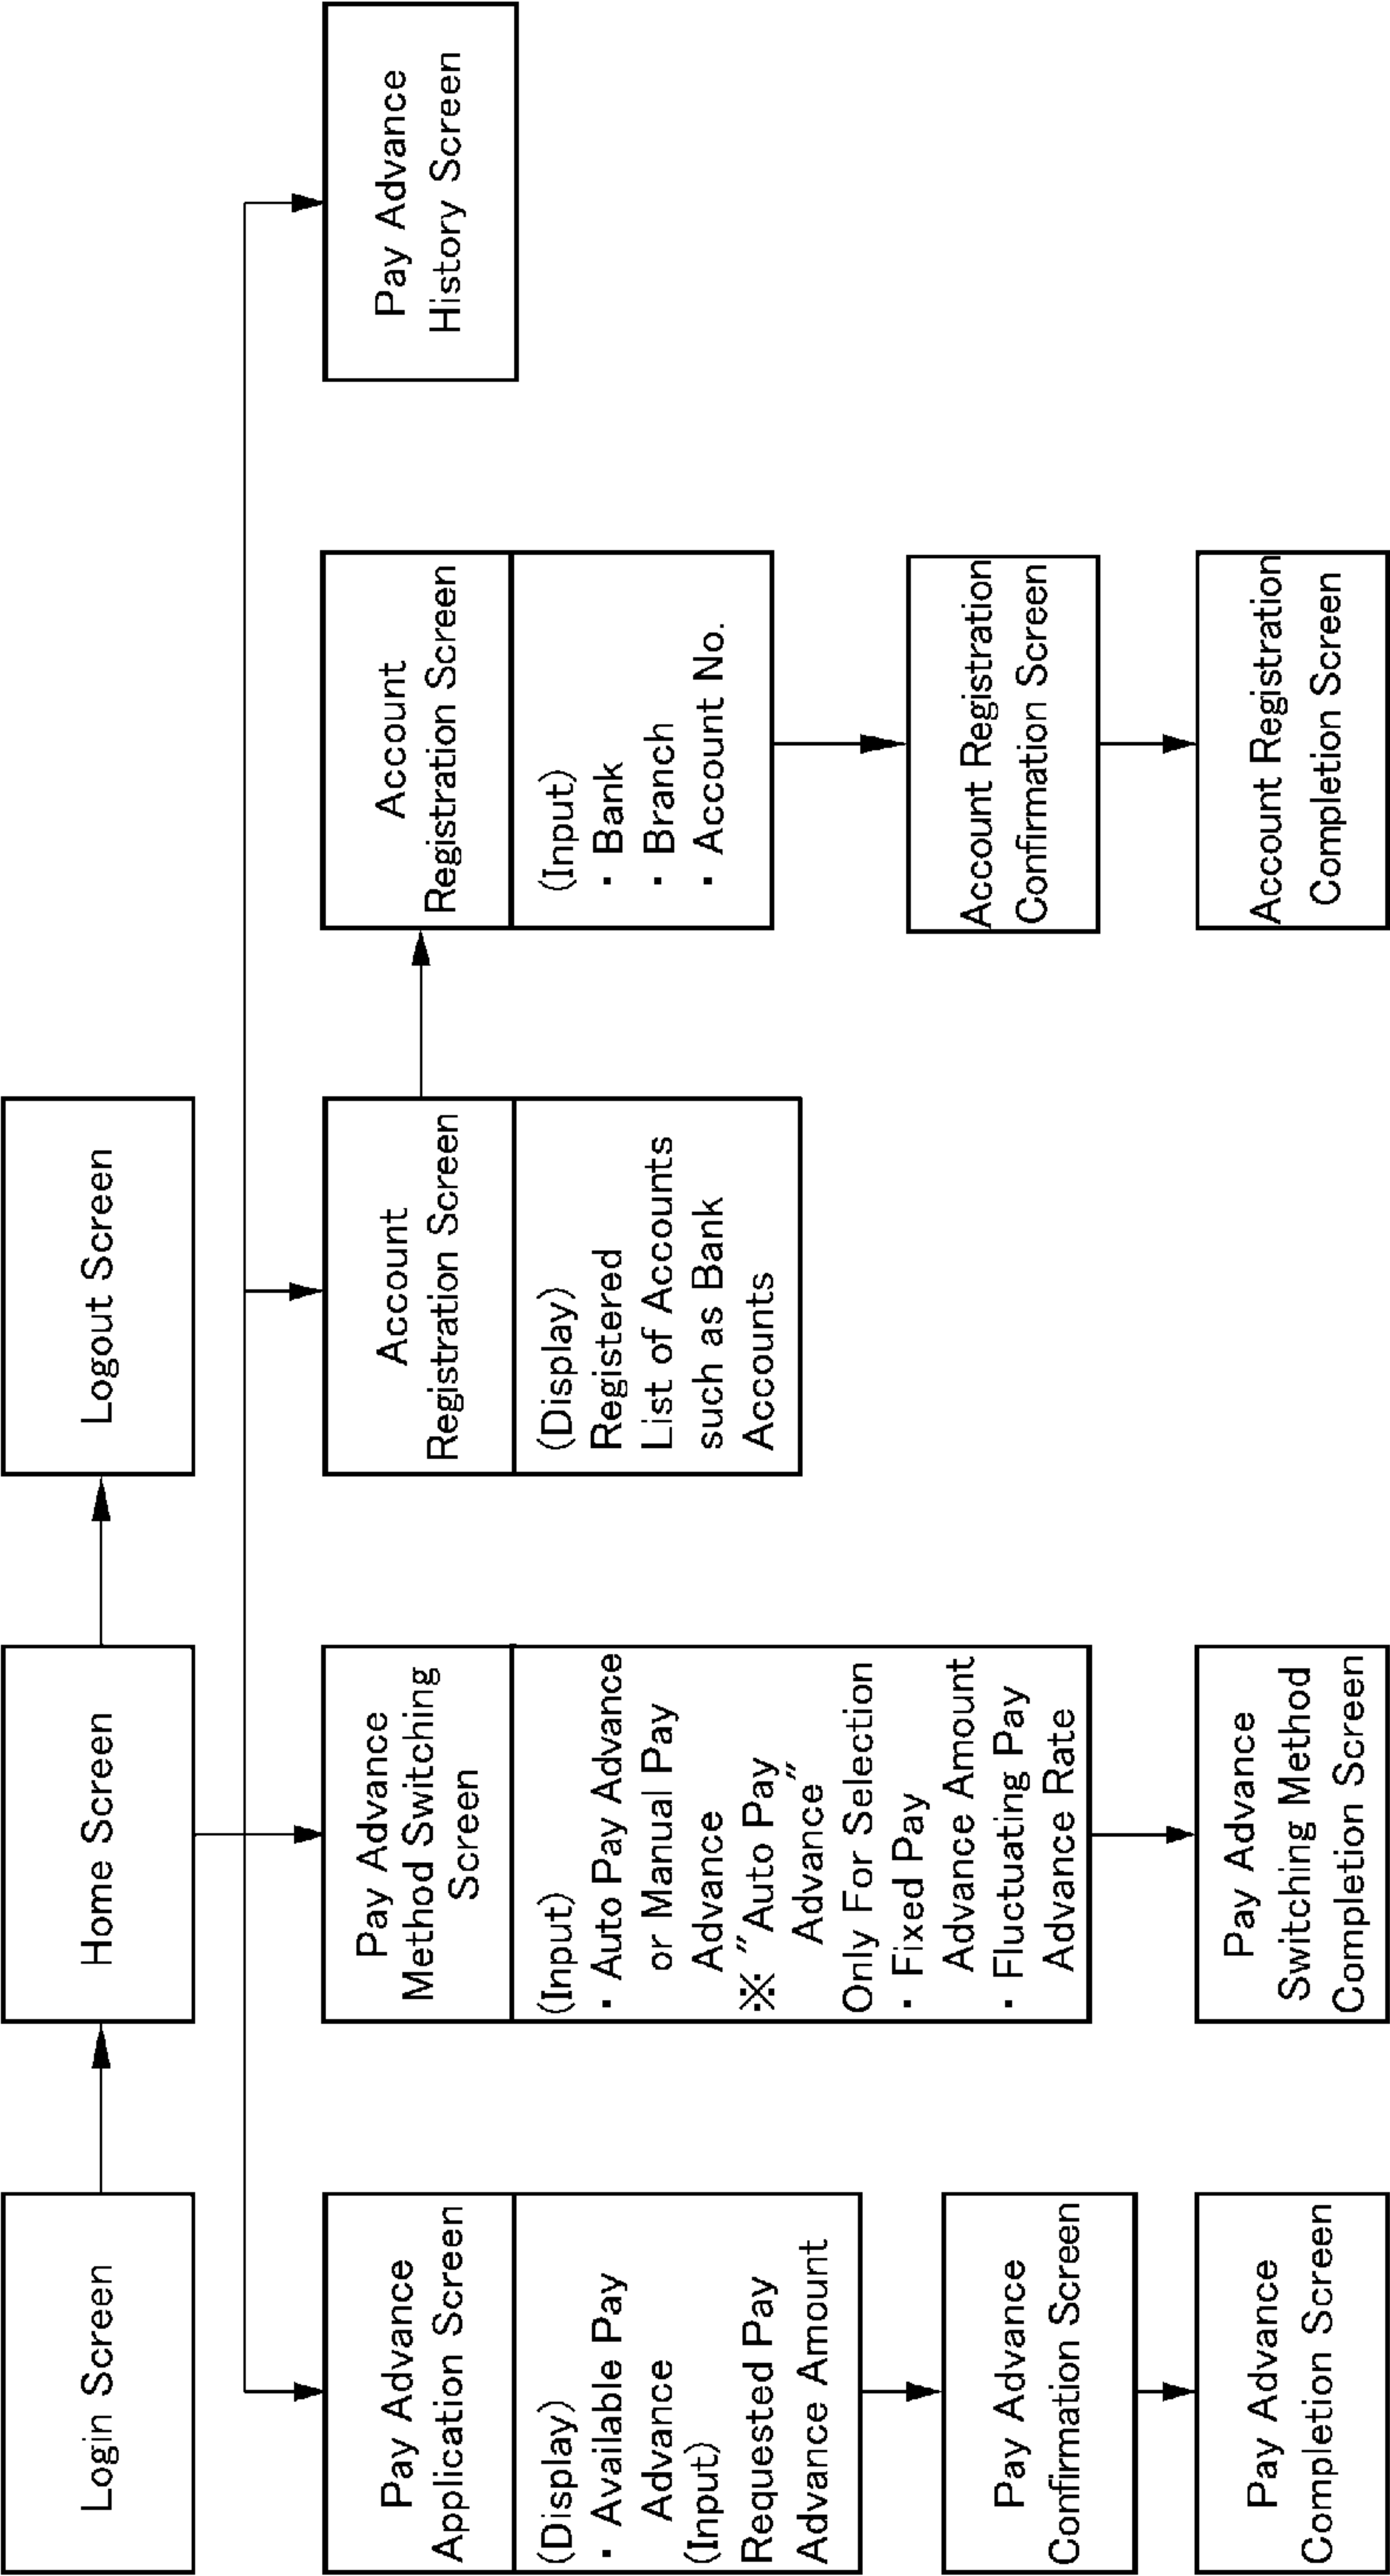 Login Screen
Home Screen
Logout Screen
Pay Advance
Application Screen
(Display)
・Available Pay
Advance
(Input)
Requested Pay
Advance Amount
Pay Advance
Confirmation Screen
Pay Advance
Completion Screen
Pay Advance
Method Switching
Screen
(Input)
・Auto Pay Advance
or Manual Pay
Advance
※"Auto Pay
Advance"
Only For Selection
・Fixed Pay
Advance Amount
・Fluctuating Pay
Advance Rate
Pay Advance
Switching Method
Completion Screen
Account
Registration Screen
(Display)
Registered
List of Accounts
such as Bank
Accounts
Account
Registration Screen
(Input)
・Bank
・Branch
・Account No.
Account Registration
Confirmation Screen
Account Registration
Completion Screen
Pay Advance
History Screen